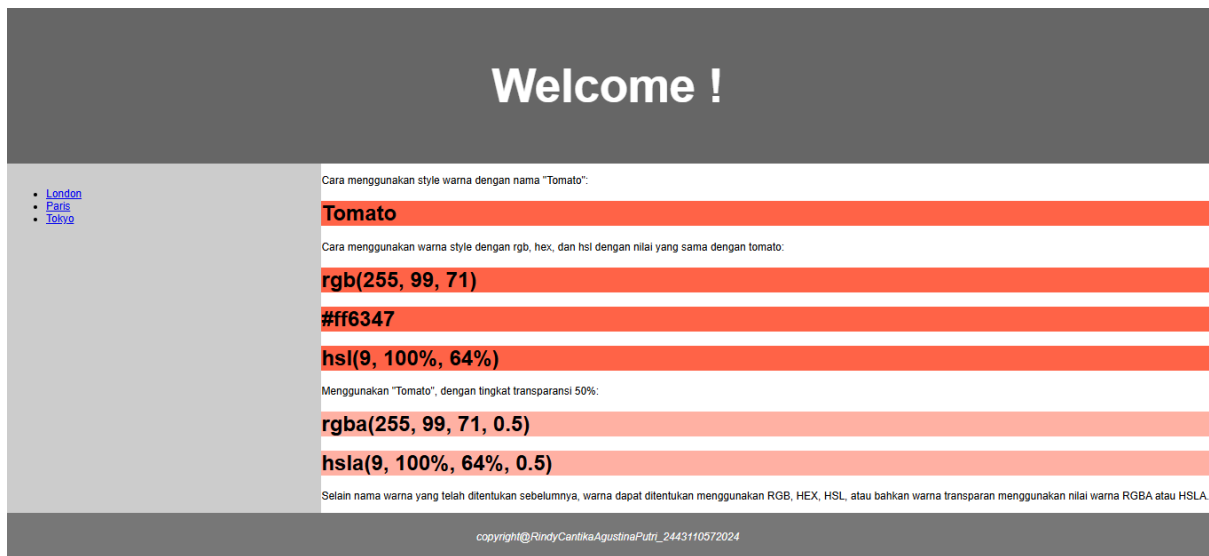 Welcome !
London
Paris
Tokyo
Cara menggunakan style warna dengan nama "Tomato":
Tomato
Cara menggunakan warna style dengan rgb, hex, dan hsl dengan nilai yang sama dengan tomato:
rgb(255, 99, 71)
#ff6347
hsl(9, 100%, 64%)
Menggunakan "Tomato", dengan tingkat transparansi 50%:
rgba(255, 99, 71, 0.5)
hsla(9, 100%, 64%, 0.5)
Selain nama warna yang telah ditentukan sebelumnya, warna dapat ditentukan menggunakan RGB, HEX, HSL, atau bahkan warna transparan menggunakan nilai warna RGBA atau HSLA.
copyright@RindyCantikaAgustinaPutri_2443110572024